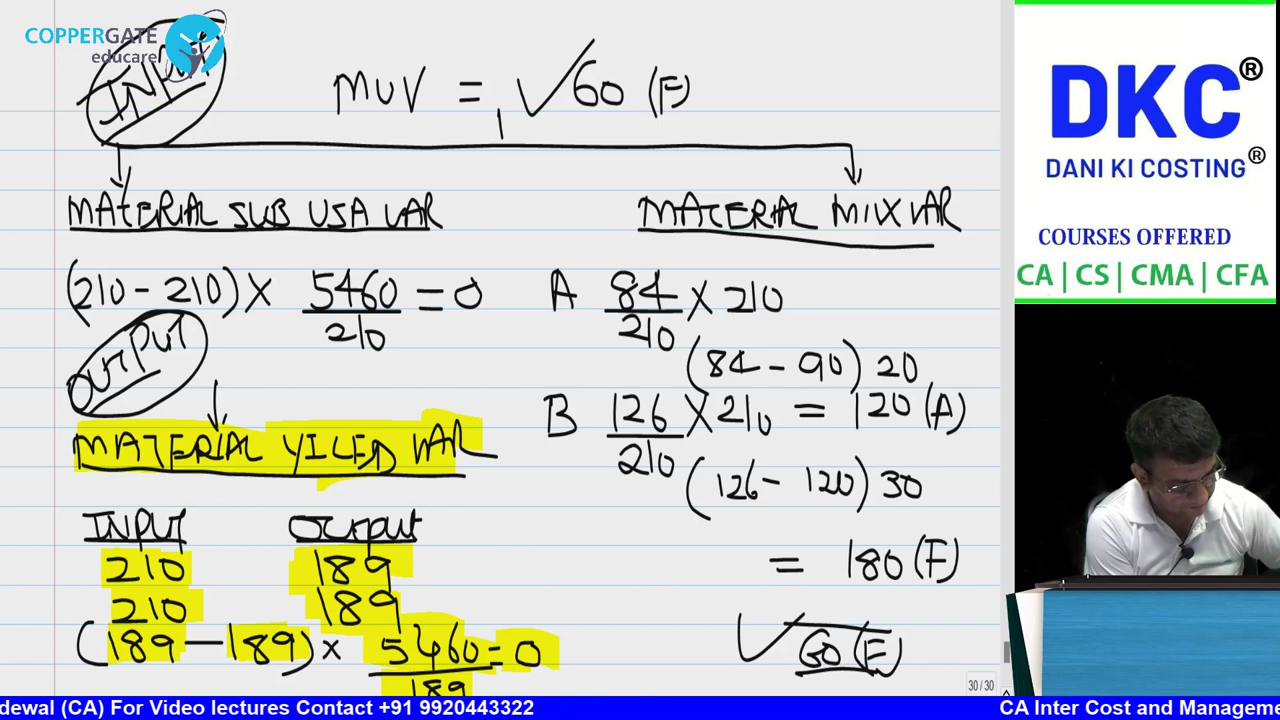 COPPERGATE
educare
INPUT
MUV = 60 (F)
MATERIAL SUB USA VAR
(210 - 210) × 5460/210 = 0
OUTPUT
MATERIAL YILED VAR
INPUT OUTPUT
210 189
210 189
(189 - 189) × 5460/189 = 0
MATERIAL MIX VAR
A 84/210 × 210
(84 - 90) 20
B 126/210 × 210 = 120 (A)
(126 - 120) 30
= 180 (F)
60 (F)
30/30
DKC®
DANI KI COSTING®
COURSES OFFERED
CA | CS | CMA | CFA
dewal (CA) For Video lectures Contact +91 9920443322
CA Inter Cost and Manageme